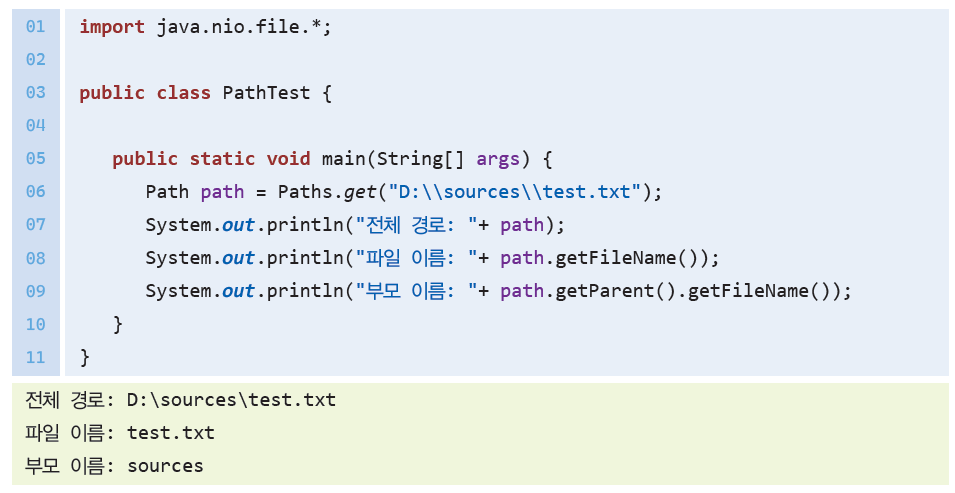 01 import java.nio.file.*;
02
03 public class PathTest {
04
05 public static void main(String[] args) {
06 Path path = Paths.get("D:\\sources\\test.txt");
07 System.out.println("전체 경로: "+ path);
08 System.out.println("파일 이름: "+ path.getFileName());
09 System.out.println("부모 이름: "+ path.getParent().getFileName());
10 }
11 }
전체 경로: D:\sources\test.txt
파일 이름: test.txt
부모 이름: sources